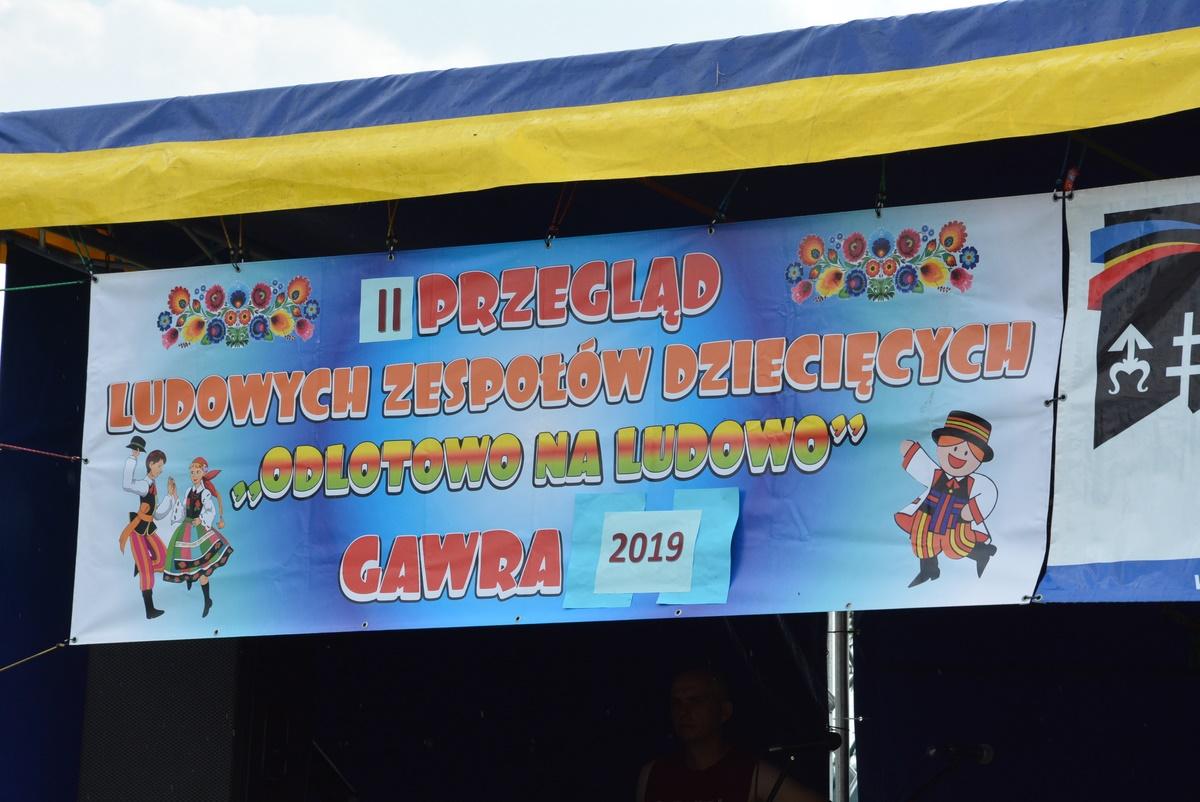 II PRZEGLĄD
LUDOWYCH ZESPOŁÓW DZIECIĘCYCH
„ODLOTOWO NA LUDOWO”
GAWRA 2019